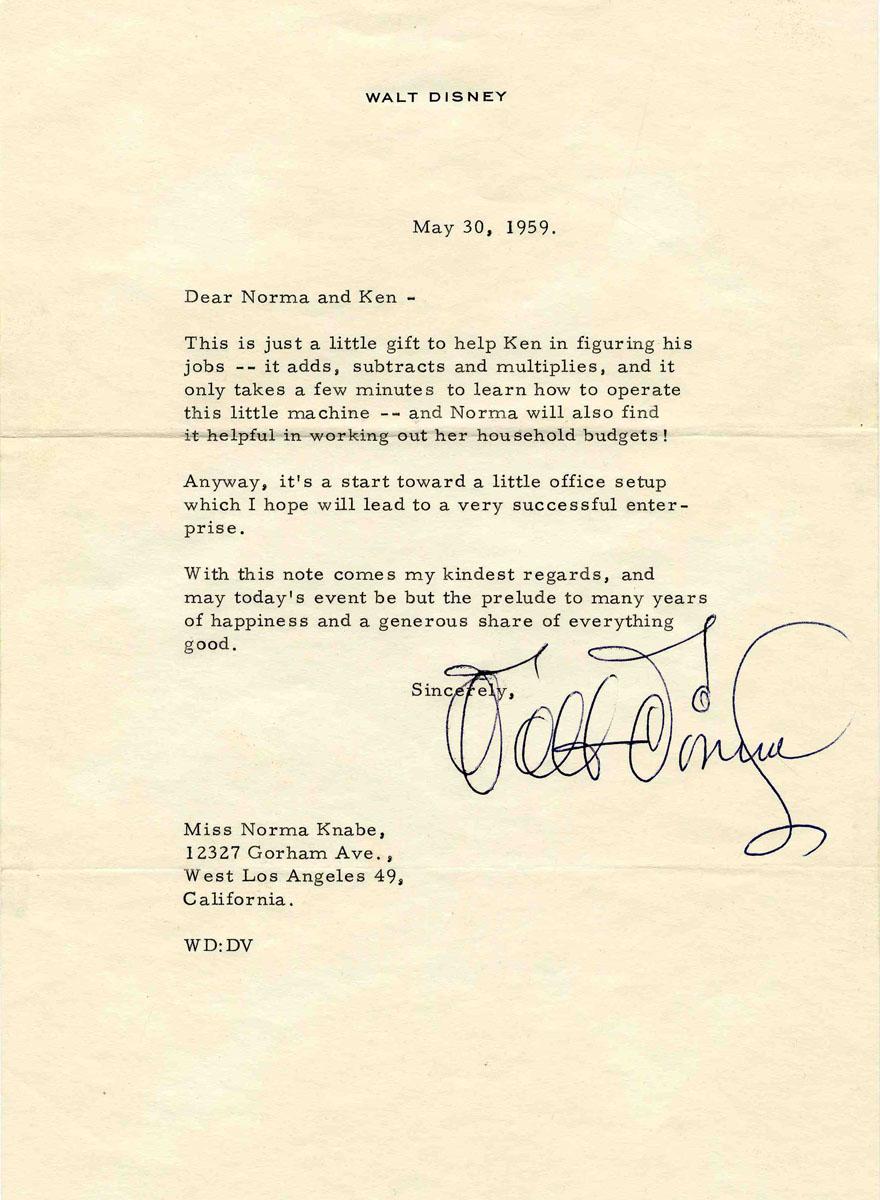 WALT DISNEY
May 30, 1959.
Dear Norma and Ken -
This is just a little gift to help Ken in figuring his
jobs -- it adds, subtracts and multiplies, and it
only takes a few minutes to learn how to operate
this little machine -- and Norma will also find
it helpful in working out her household budgets!
Anyway, it's a start toward a little office setup
which I hope will lead to a very successful enter-
prise.
With this note comes my kindest regards, and
may today's event be but the prelude to many years
of happiness and a generous share of everything
good.
Sincerely,
Walt Disney
Miss Norma Knabe,
12327 Gorham Ave.,
West Los Angeles 49,
California.
WD:DV